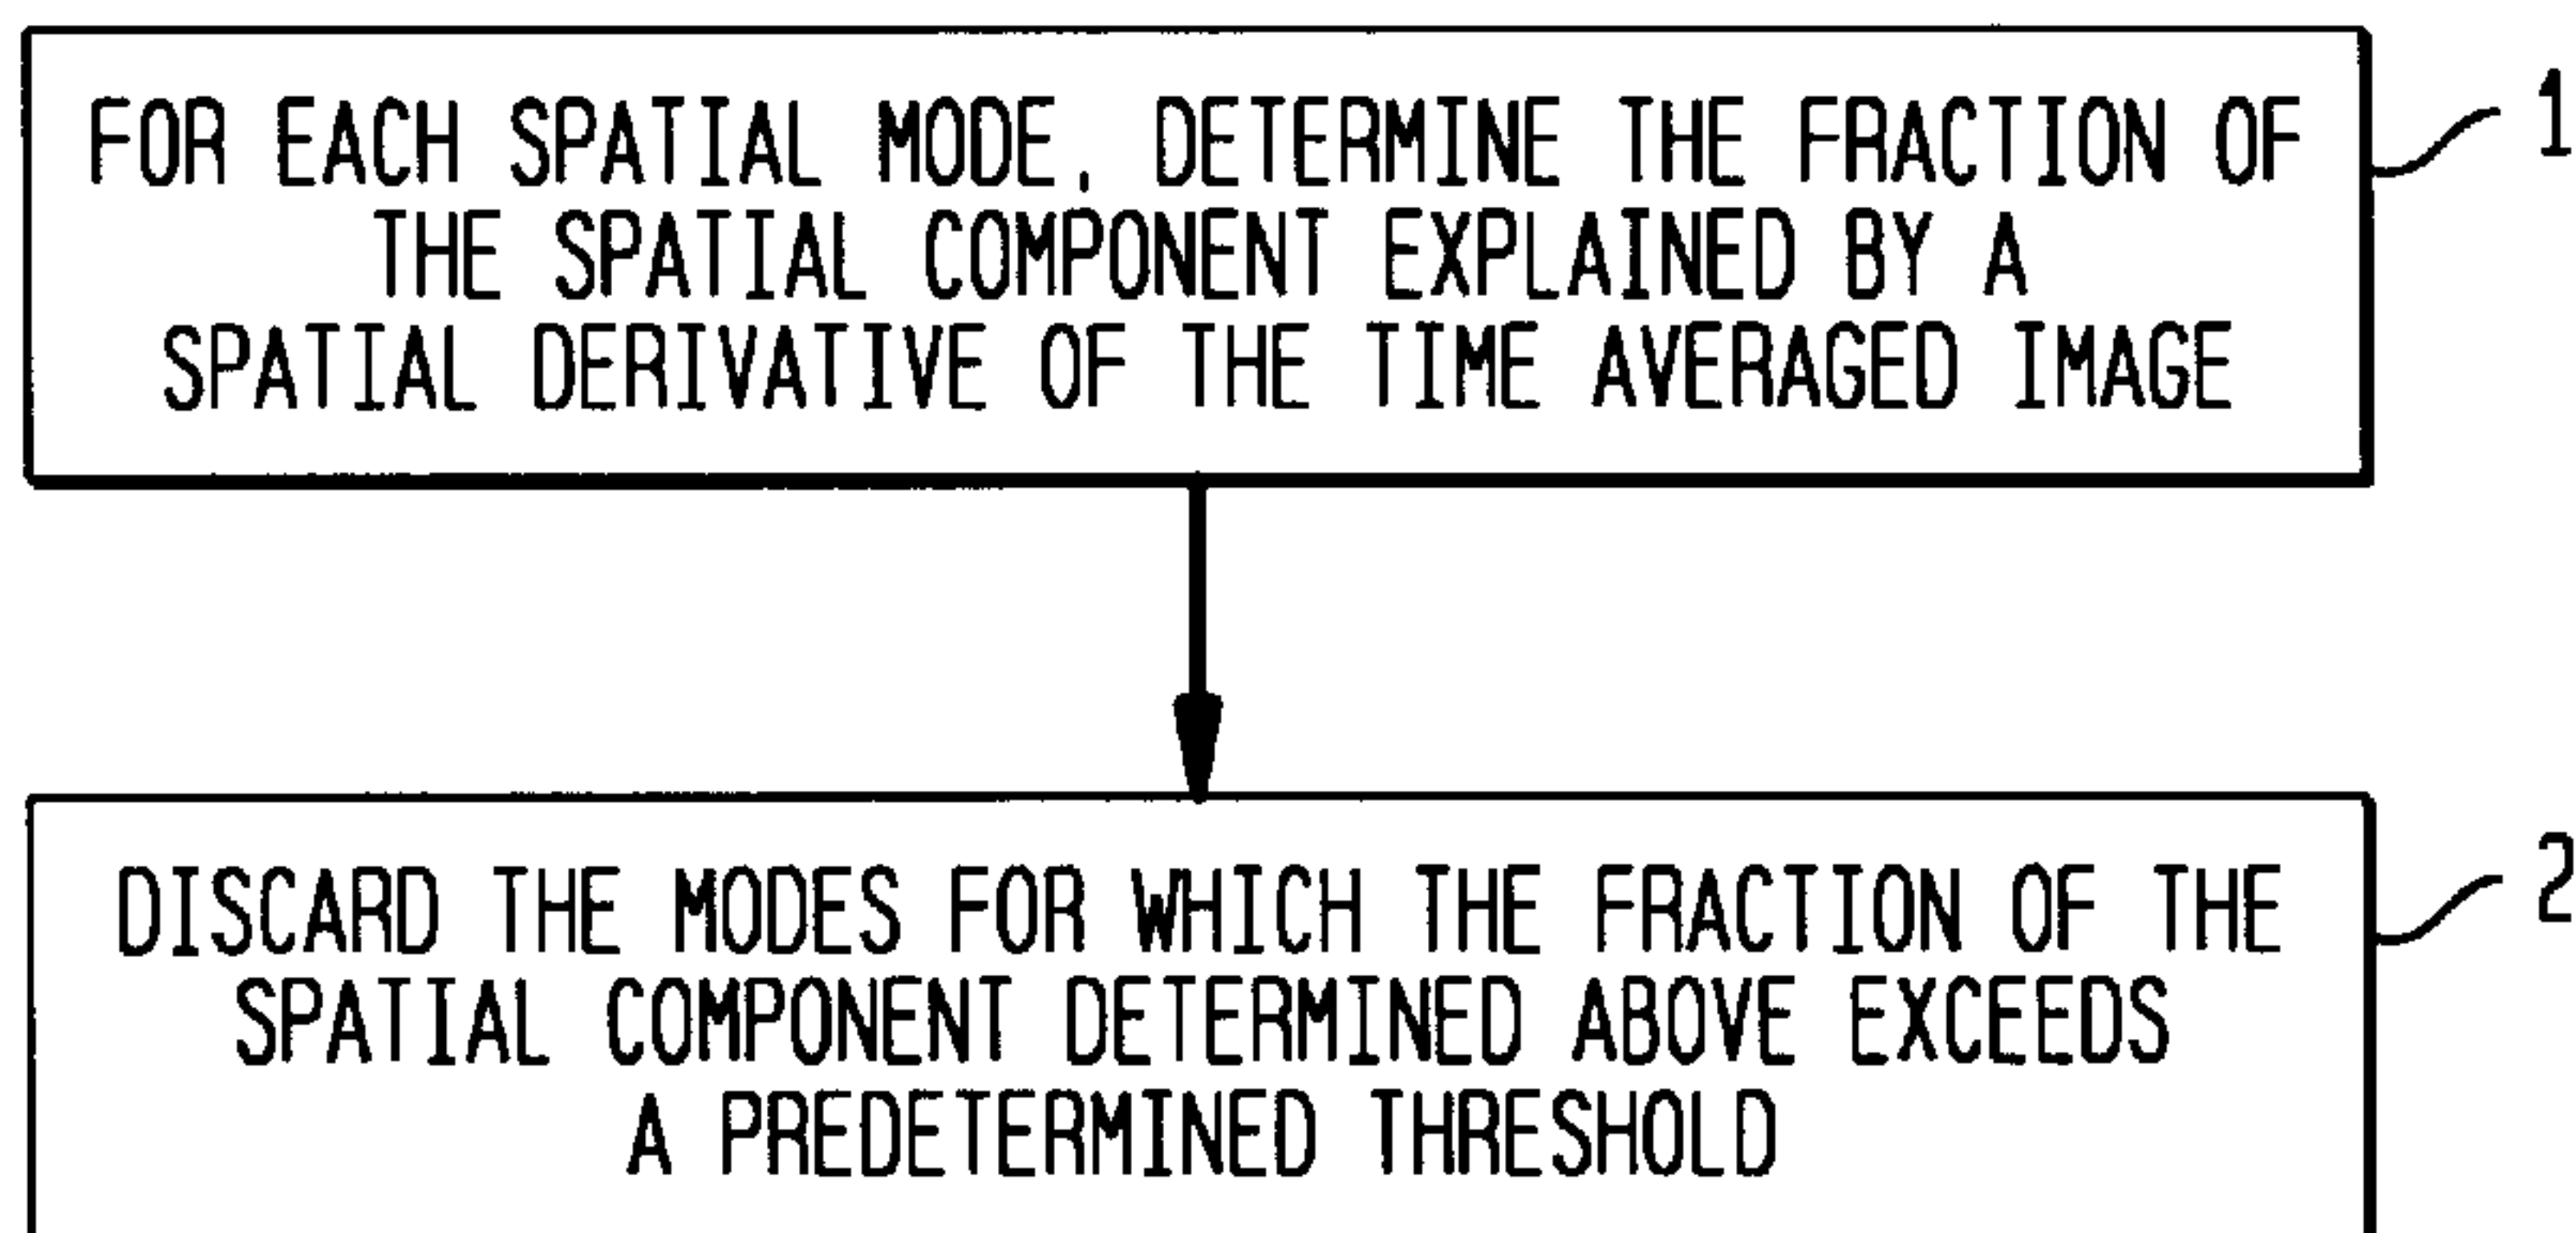 FOR EACH SPATIAL MODE, DETERMINE THE FRACTION OF
THE SPATIAL COMPONENT EXPLAINED BY A
SPATIAL DERIVATIVE OF THE TIME AVERAGED IMAGE
1
DISCARD THE MODES FOR WHICH THE FRACTION OF THE
SPATIAL COMPONENT DETERMINED ABOVE EXCEEDS
A PREDETERMINED THRESHOLD
2